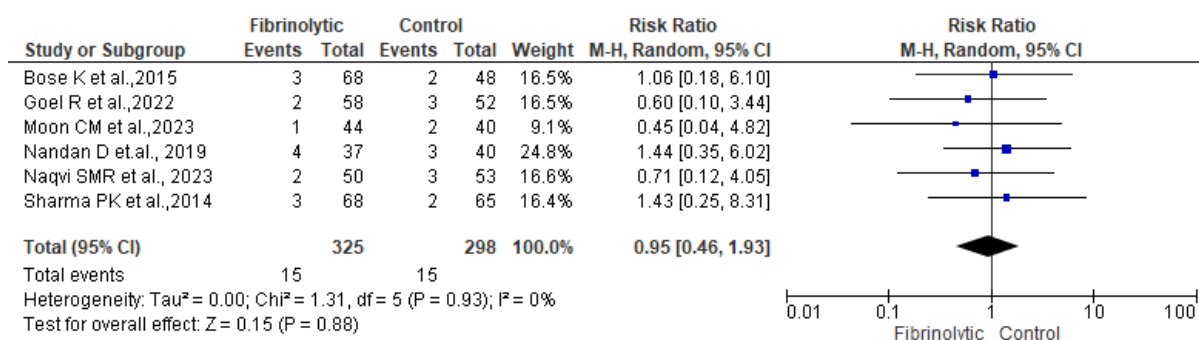 Fibrinolytic Control Risk Ratio Risk Ratio
Study or Subgroup Events Total Events Total Weight M-H, Random, 95% CI M-H, Random, 95% CI
Bose K et al.,2015 3 68 2 48 16.5% 1.06 [0.18, 6.10]
Goel R et al.,2022 2 58 3 52 16.5% 0.60 [0.10, 3.44]
Moon CM et al.,2023 1 44 2 40 9.1% 0.45 [0.04, 4.82]
Nandan D et.al., 2019 4 37 3 40 24.8% 1.44 [0.35, 6.02]
Naqvi SMR et al., 2023 2 50 3 53 16.6% 0.71 [0.12, 4.05]
Sharma PK et al.,2014 3 68 2 65 16.4% 1.43 [0.25, 8.31]
Total (95% CI) 325 298 100.0% 0.95 [0.46, 1.93]
Total events 15 15
Heterogeneity: Tau² = 0.00; Chi² = 1.31, df = 5 (P = 0.93); I² = 0%
Test for overall effect: Z = 0.15 (P = 0.88)
0.01 0.1 1 10 100
Fibrinolytic Control